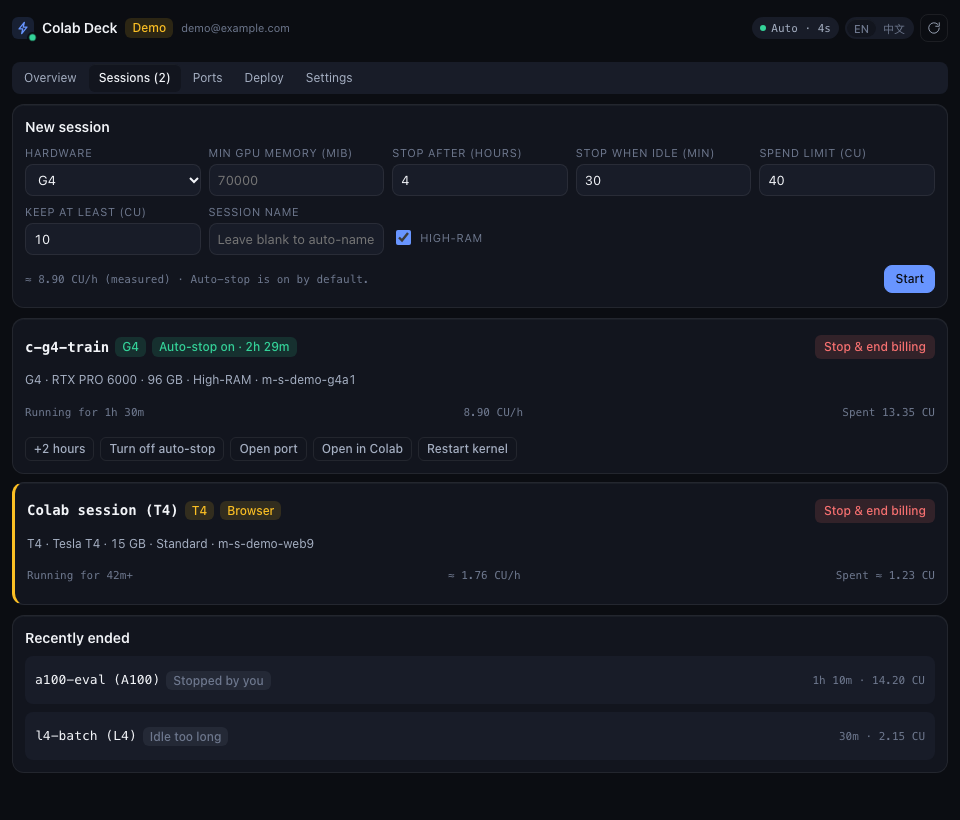 Colab Deck Demo demo@example.com Auto · 4s EN 中文
Overview Sessions (2) Ports Deploy Settings
New session
HARDWARE MIN GPU MEMORY (MIB) STOP AFTER (HOURS) STOP WHEN IDLE (MIN) SPEND LIMIT (CU)
G4 70000 4 30 40
KEEP AT LEAST (CU) SESSION NAME
10 Leave blank to auto-name HIGH-RAM
≈ 8.90 CU/h (measured) · Auto-stop is on by default. Start
c-g4-train G4 Auto-stop on · 2h 29m Stop & end billing
G4 · RTX PRO 6000 · 96 GB · High-RAM · m-s-demo-g4a1
Running for 1h 30m 8.90 CU/h Spent 13.35 CU
+2 hours Turn off auto-stop Open port Open in Colab Restart kernel
Colab session (T4) T4 Browser Stop & end billing
T4 · Tesla T4 · 15 GB · Standard · m-s-demo-web9
Running for 42m+ ≈ 1.76 CU/h Spent ≈ 1.23 CU
Recently ended
a100-eval (A100) Stopped by you 1h 10m · 14.20 CU
l4-batch (L4) Idle too long 30m · 2.15 CU